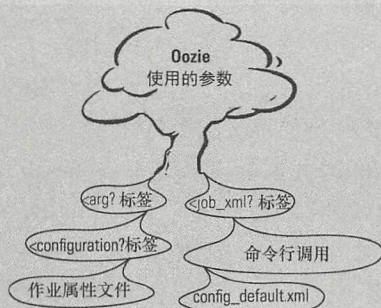 Oozie
使用的参数
<arg? 标签
<job_xml? 标签
<configuration?标签
命令行调用
作业属性文件
config_default.xml